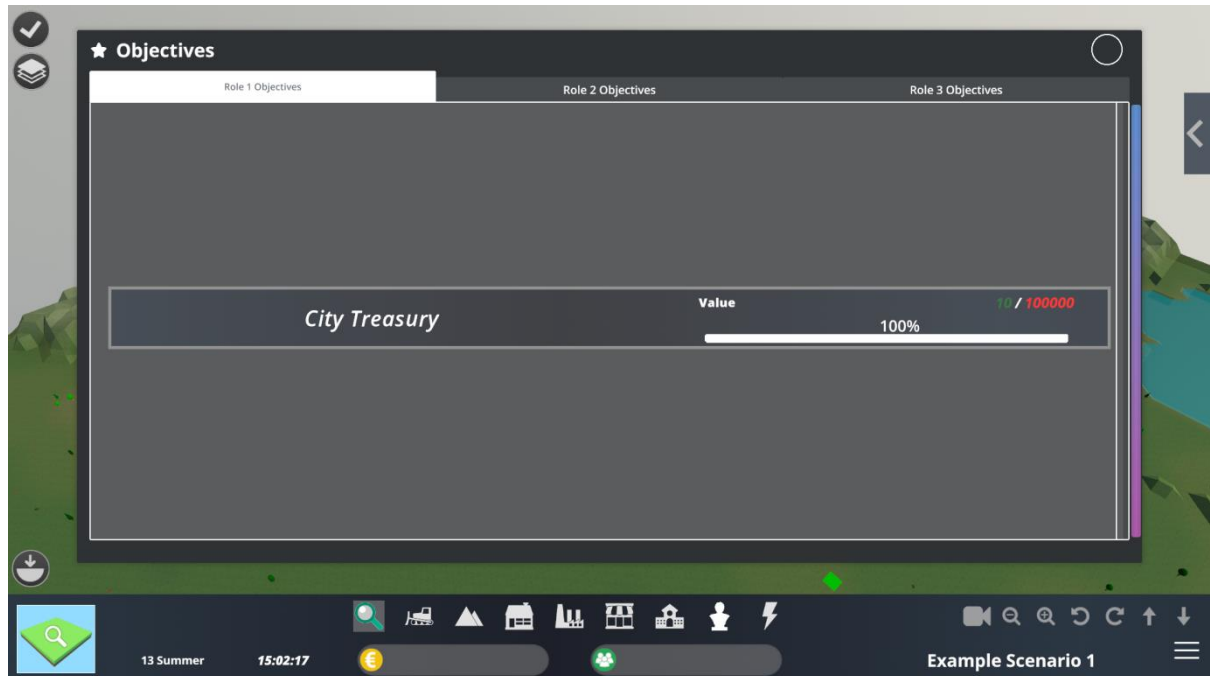 Objectives
Role 1 Objectives
Role 2 Objectives
Role 3 Objectives
City Treasury
Value
10 / 100000
100%
13 Summer
15:02:17
Example Scenario 1